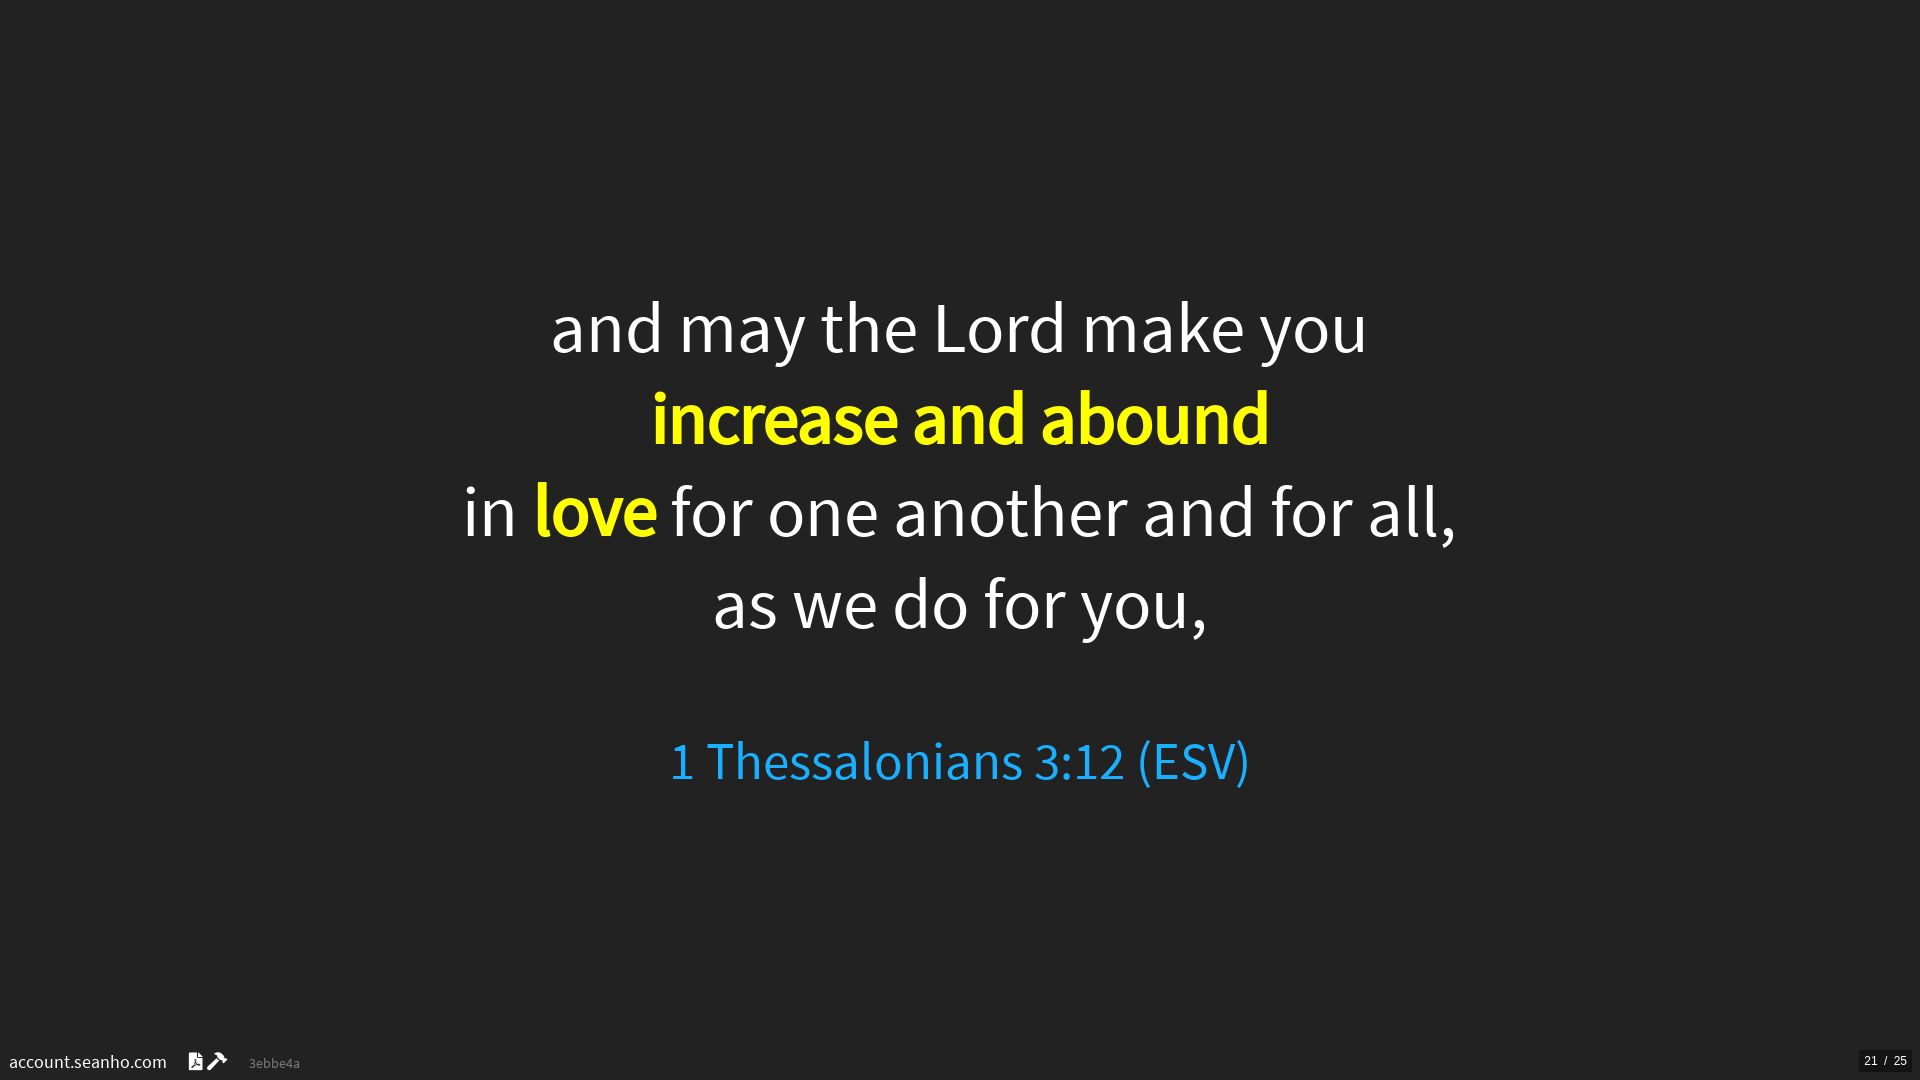 and may the Lord make you
increase and abound
in love for one another and for all,
as we do for you,
1 Thessalonians 3:12 (ESV)
account.seanho.com 3ebbe4a
21 / 25